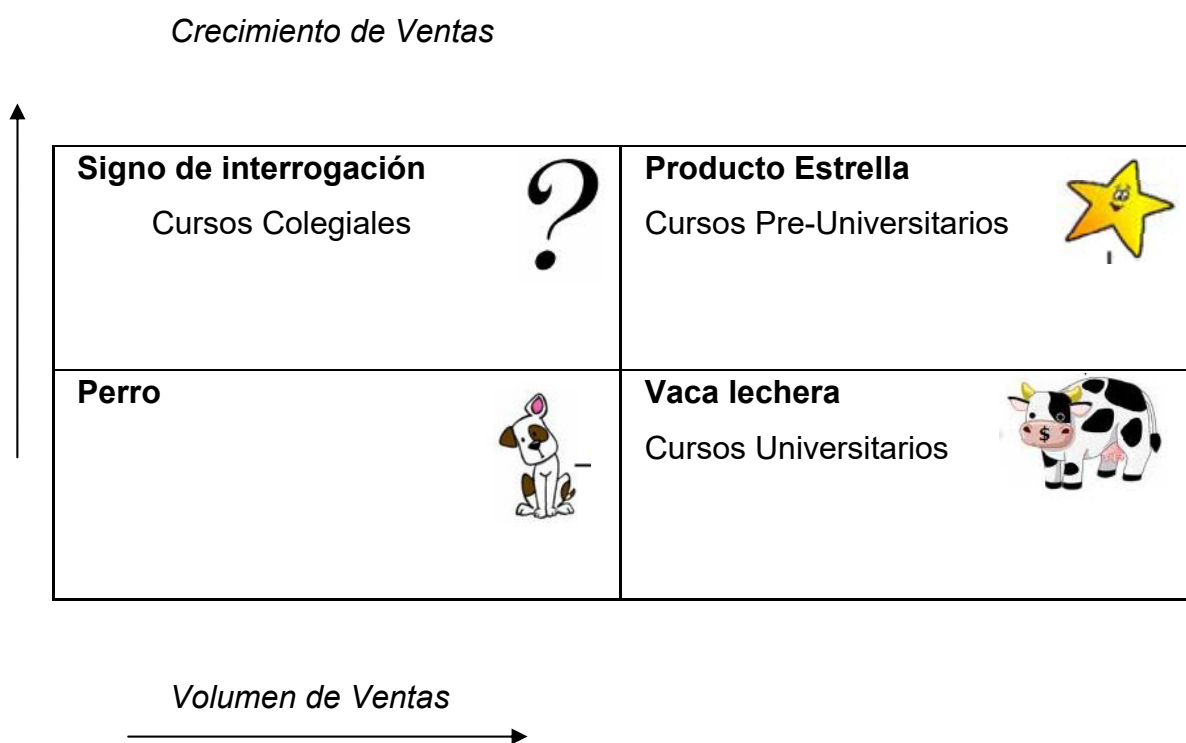 Crecimiento de Ventas
Signo de interrogación
Cursos Colegiales
?
Producto Estrella
Cursos Pre-Universitarios
Perro
Vaca lechera
Cursos Universitarios
$
Volumen de Ventas